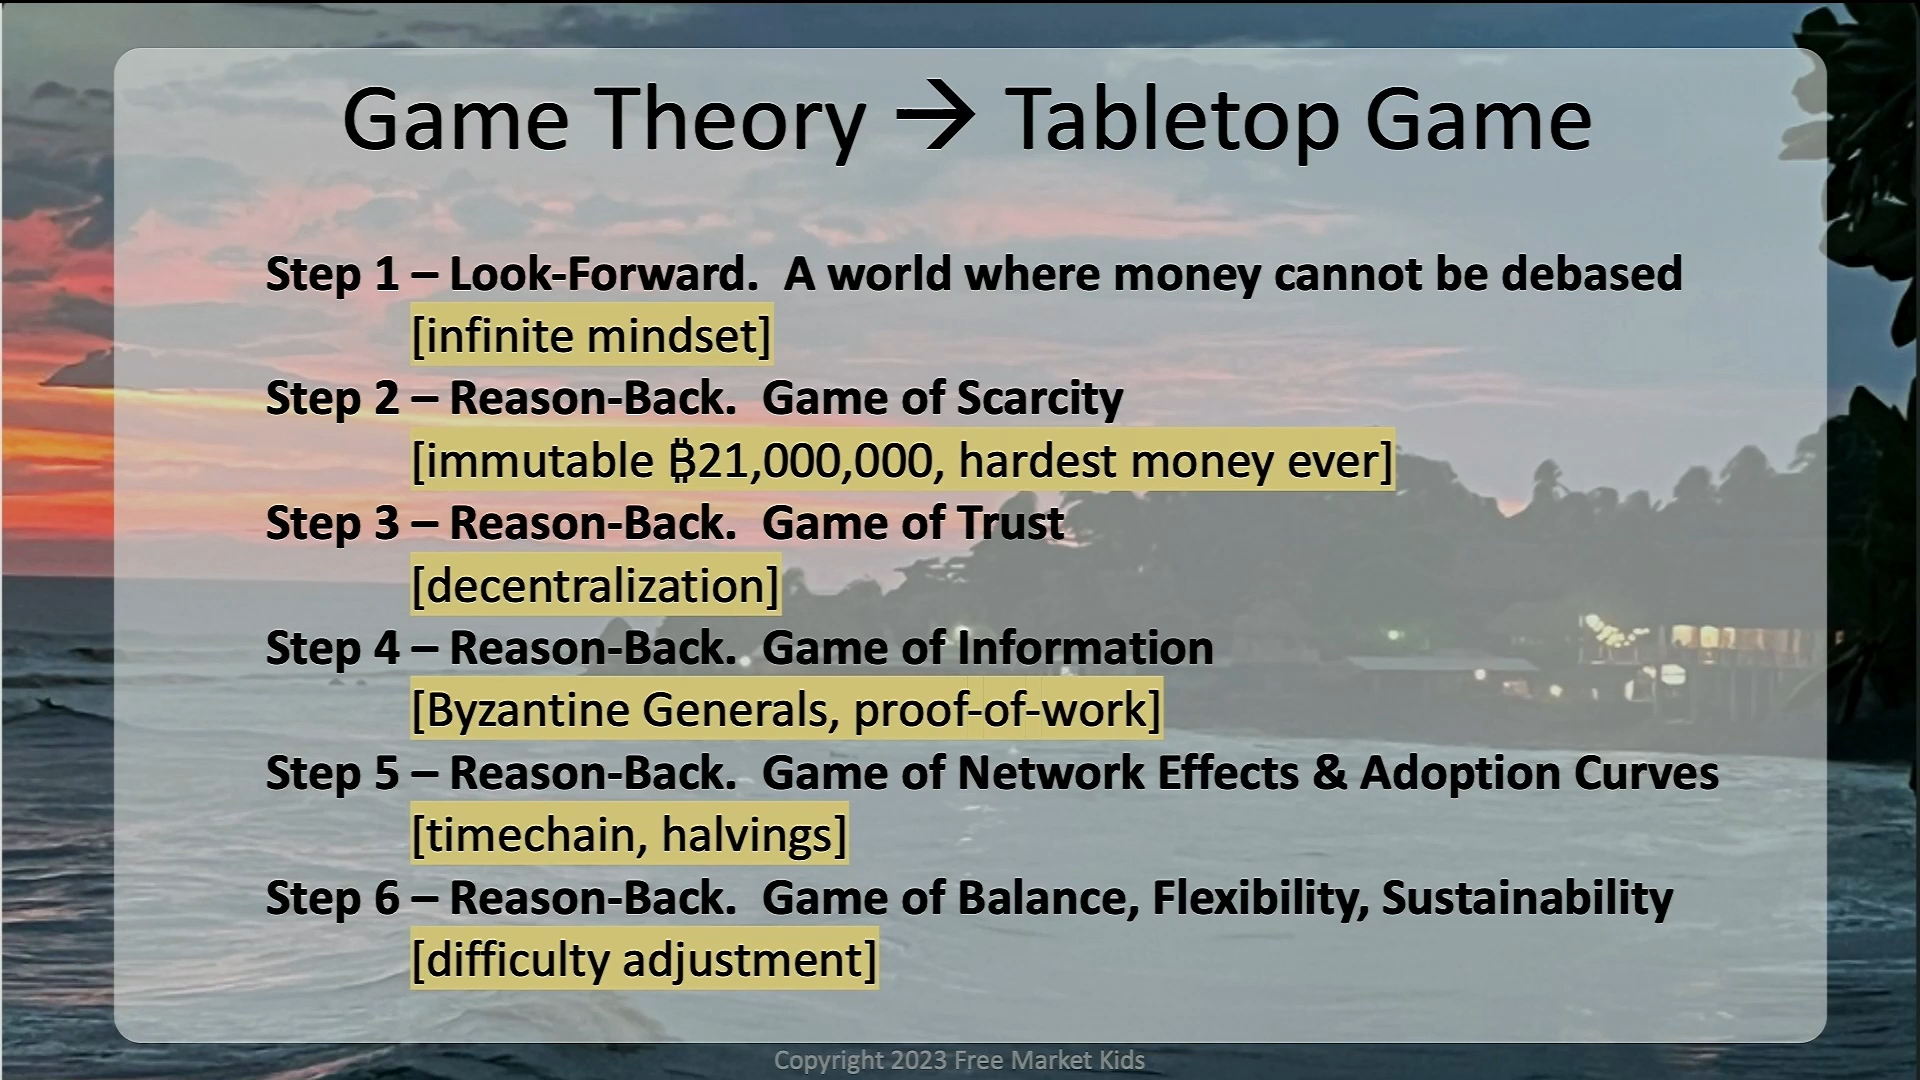 Game Theory → Tabletop Game
Step 1 – Look-Forward.  A world where money cannot be debased
[infinite mindset]
Step 2 – Reason-Back.  Game of Scarcity
[immutable ₿21,000,000, hardest money ever]
Step 3 – Reason-Back.  Game of Trust
[decentralization]
Step 4 – Reason-Back.  Game of Information
[Byzantine Generals, proof-of-work]
Step 5 – Reason-Back.  Game of Network Effects & Adoption Curves
[timechain, halvings]
Step 6 – Reason-Back.  Game of Balance, Flexibility, Sustainability
[difficulty adjustment]
Copyright 2023 Free Market Kids